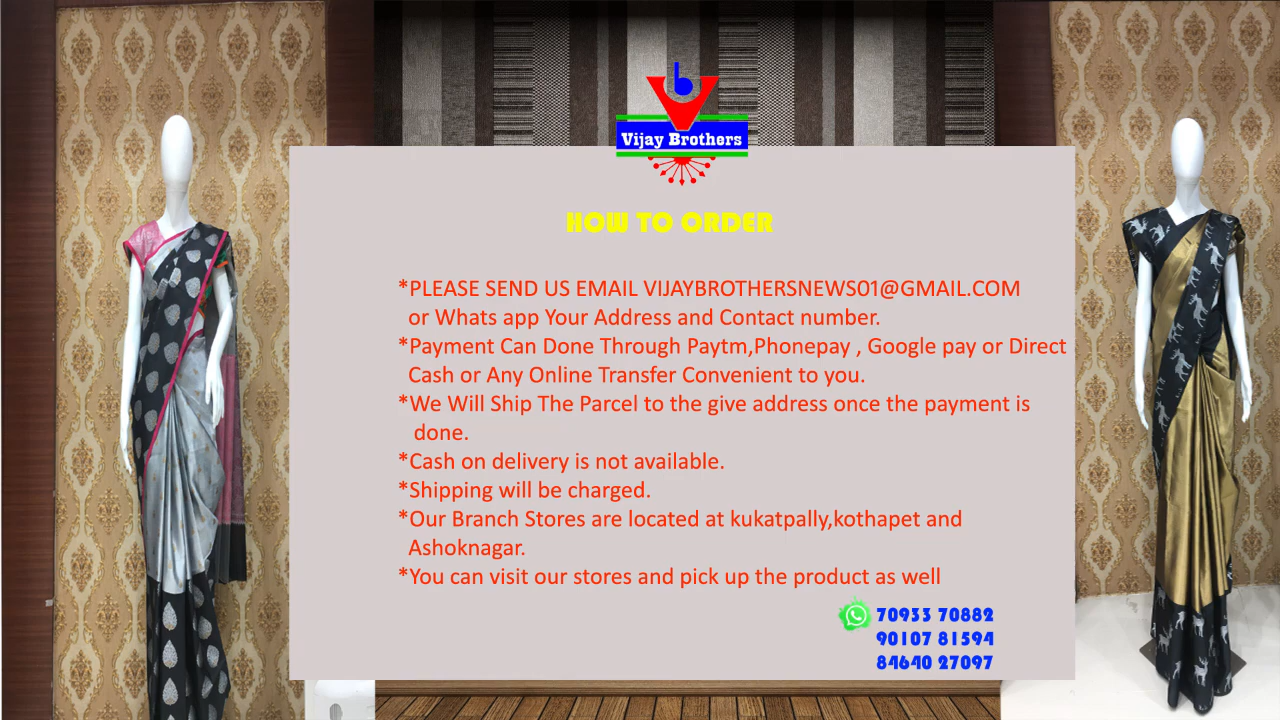 b
Vijay Brothers
HOW TO ORDER
*PLEASE SEND US EMAIL VIJAYBROTHERSNEWS01@GMAIL.COM
or Whats app Your Address and Contact number.
*Payment Can Done Through Paytm,Phonepay , Google pay or Direct
Cash or Any Online Transfer Convenient to you.
*We Will Ship The Parcel to the give address once the payment is
done.
*Cash on delivery is not available.
*Shipping will be charged.
*Our Branch Stores are located at kukatpally,kothapet and
Ashoknagar.
*You can visit our stores and pick up the product as well
70933 70882
90107 81594
84640 27097